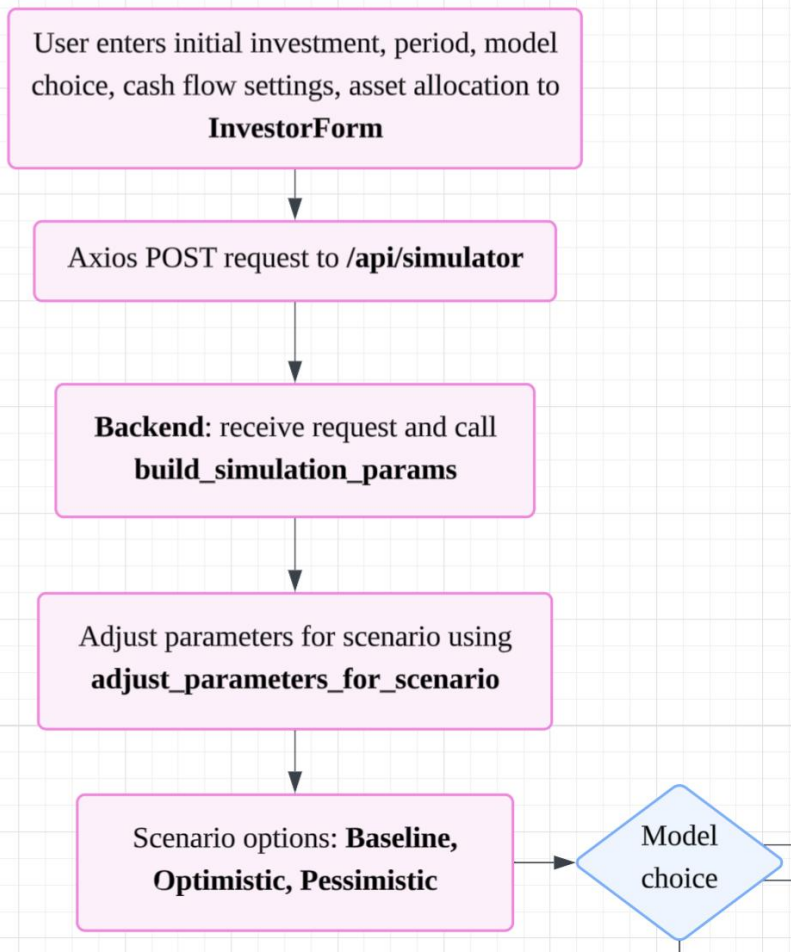 User enters initial investment, period, model
choice, cash flow settings, asset allocation to
InvestorForm
Axios POST request to /api/simulator
Backend: receive request and call
build_simulation_params
Adjust parameters for scenario using
adjust_parameters_for_scenario
Scenario options: Baseline,
Optimistic, Pessimistic
Model
choice